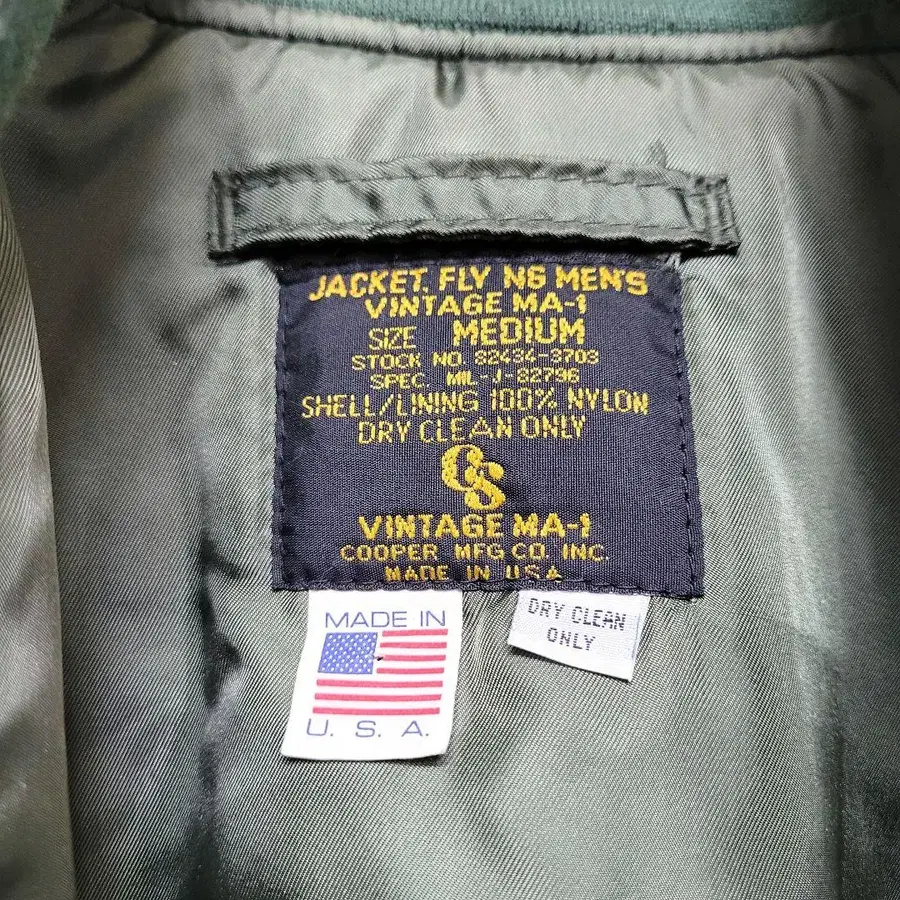 JACKET, FLY NS MEN'S
VINTAGE MA-1
SIZE MEDIUM
STOCK NO. 82434-3703
SPEC. MIL-J-82796
SHELL/LINING 100% NYLON
DRY CLEAN ONLY
CS
VINTAGE MA-1
COOPER MFG CO. INC.
MADE IN USA
MADE IN
U. S. A.
DRY CLEAN
ONLY